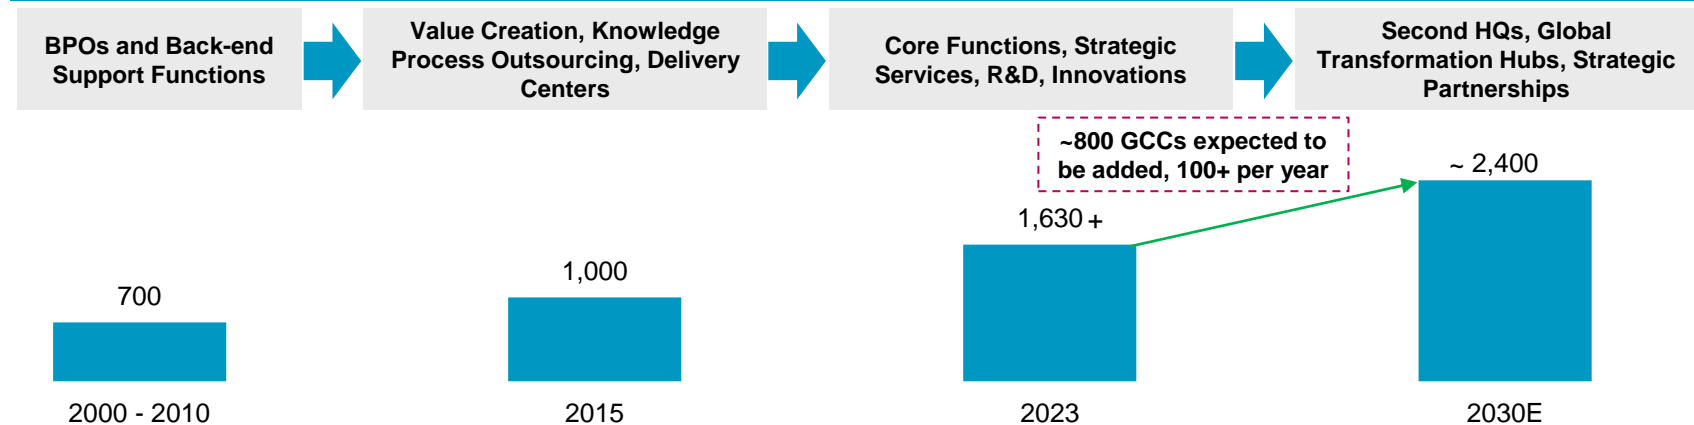 BPOs and Back-end
Support Functions
Value Creation, Knowledge
Process Outsourcing, Delivery
Centers
Core Functions, Strategic
Services, R&D, Innovations
Second HQs, Global
Transformation Hubs, Strategic
Partnerships
~800 GCCs expected to
be added, 100+ per year
700
1,000
1,630 +
~ 2,400
2000 - 2010
2015
2023
2030E